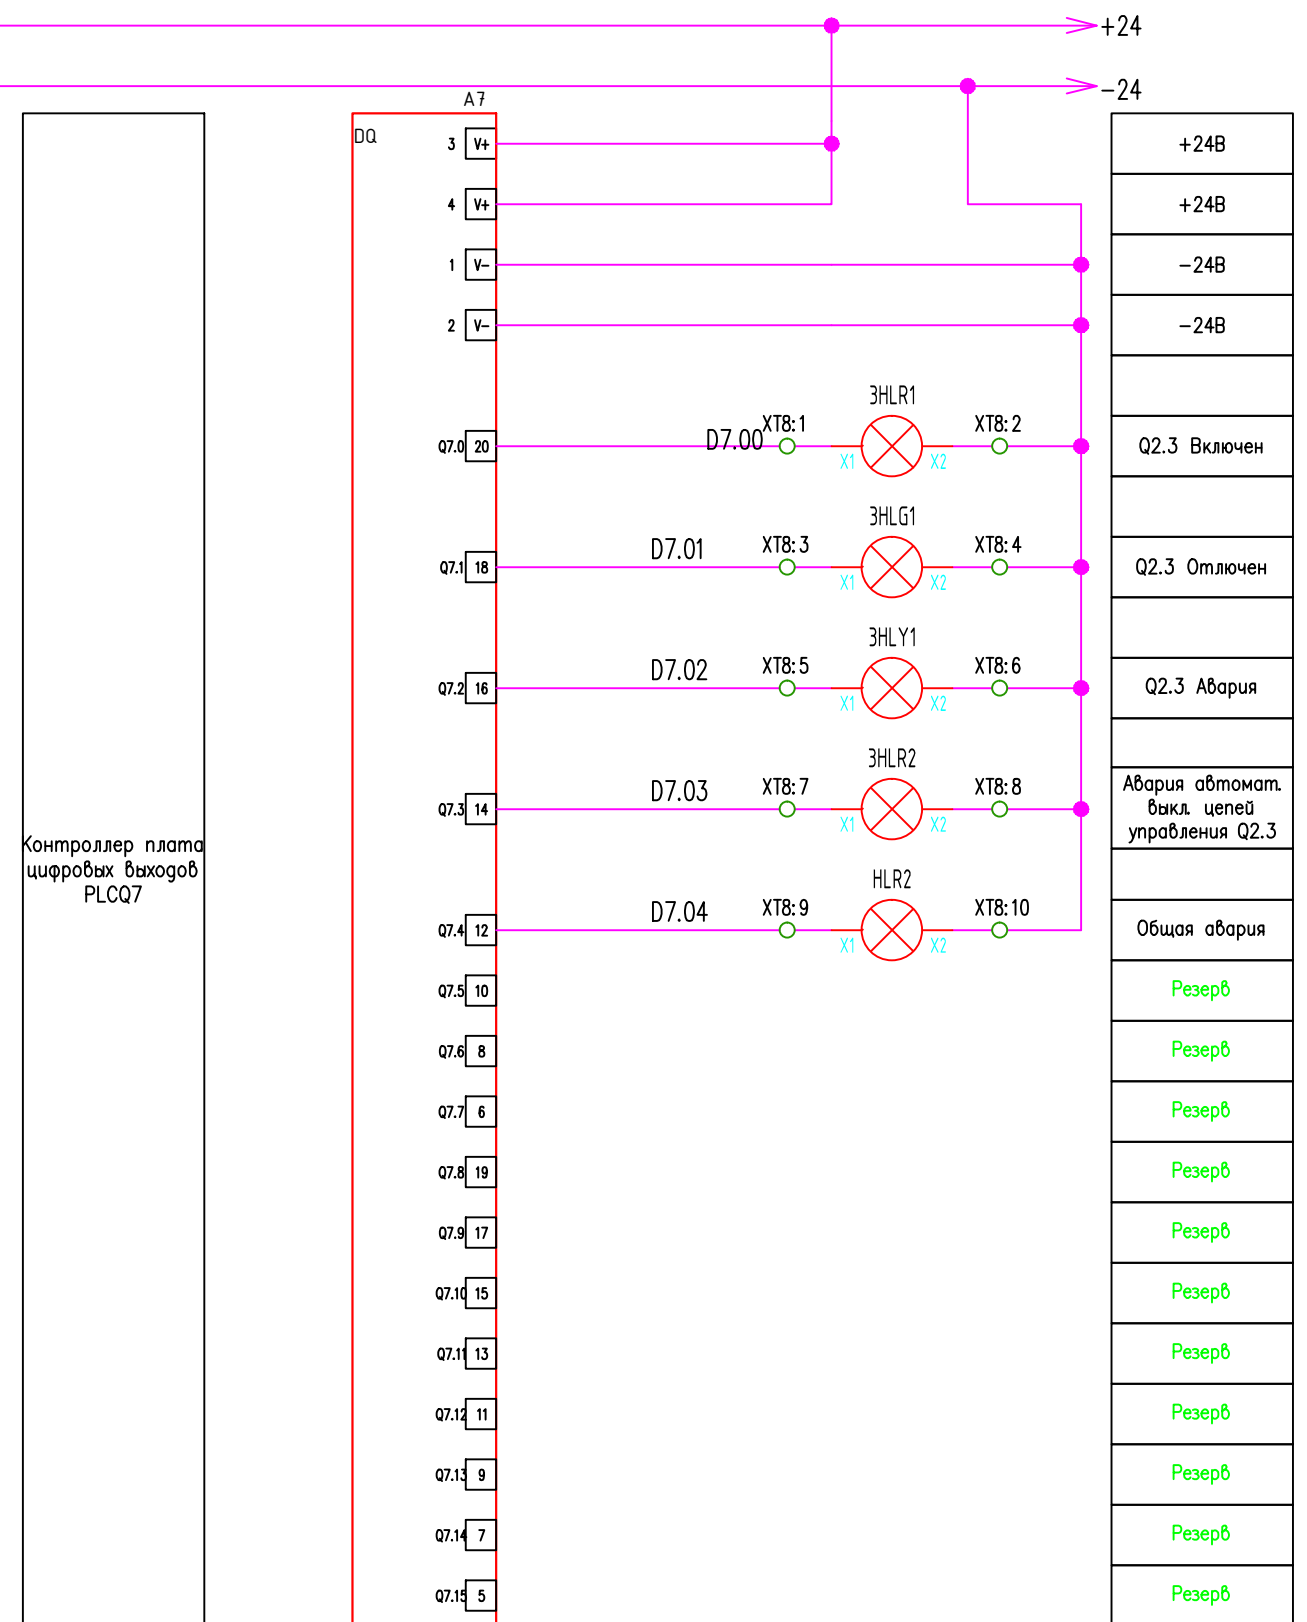 +24
-24
A7
DQ
3 V+ +24В
4 V+ +24В
1 V- -24В
2 V- -24В
3HLR1
Q7.0 20 D7.00 XT8:1 XT8:2 Q2.3 Включен
X1 X2
3HLG1
Q7.1 18 D7.01 XT8:3 XT8:4 Q2.3 Отлючен
X1 X2
3HLY1
Q7.2 16 D7.02 XT8:5 XT8:6 Q2.3 Авария
X1 X2
3HLR2
Q7.3 14 D7.03 XT8:7 XT8:8
X1 X2
Авария автомат.
выкл. цепей
управления Q2.3
Контроллер плата
цифровых выходов
PLCQ7
HLR2
Q7.4 12 D7.04 XT8:9 XT8:10 Общая авария
X1 X2
Q7.5 10 Резерв
Q7.6 8 Резерв
Q7.7 6 Резерв
Q7.8 19 Резерв
Q7.9 17 Резерв
Q7.10 15 Резерв
Q7.11 13 Резерв
Q7.12 11 Резерв
Q7.13 9 Резерв
Q7.14 7 Резерв
Q7.15 5 Резерв